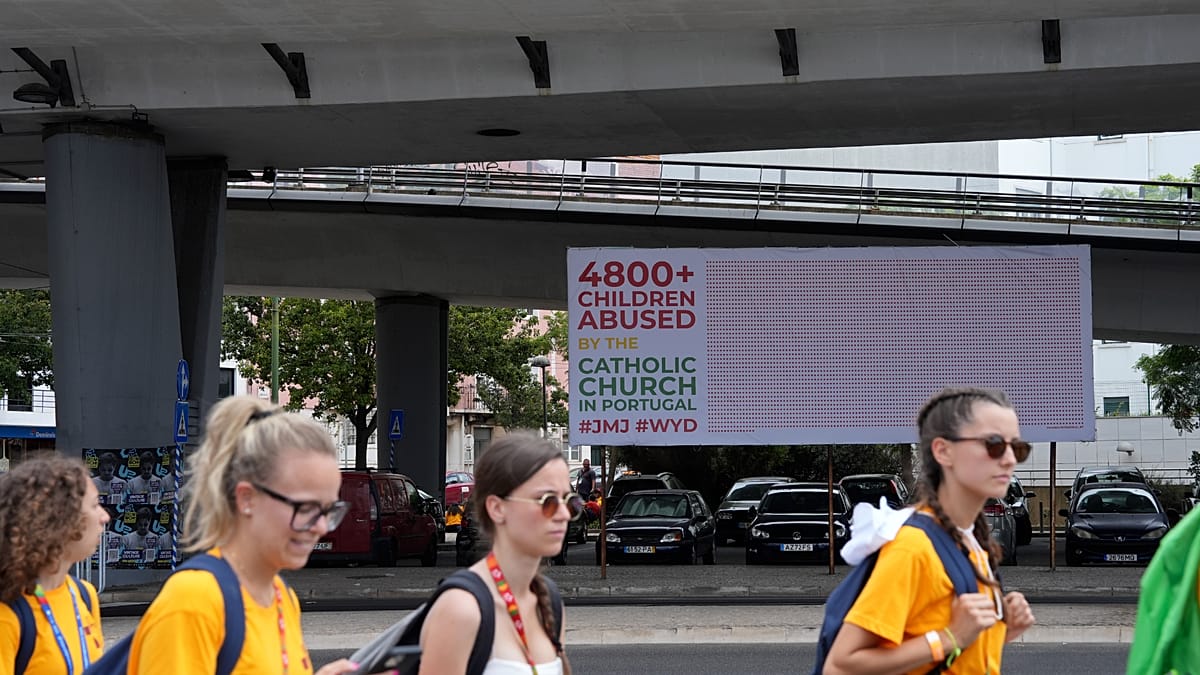 4800+
CHILDREN
ABUSED
BY THE
CATHOLIC
CHURCH
IN PORTUGAL
#JMJ #WYD